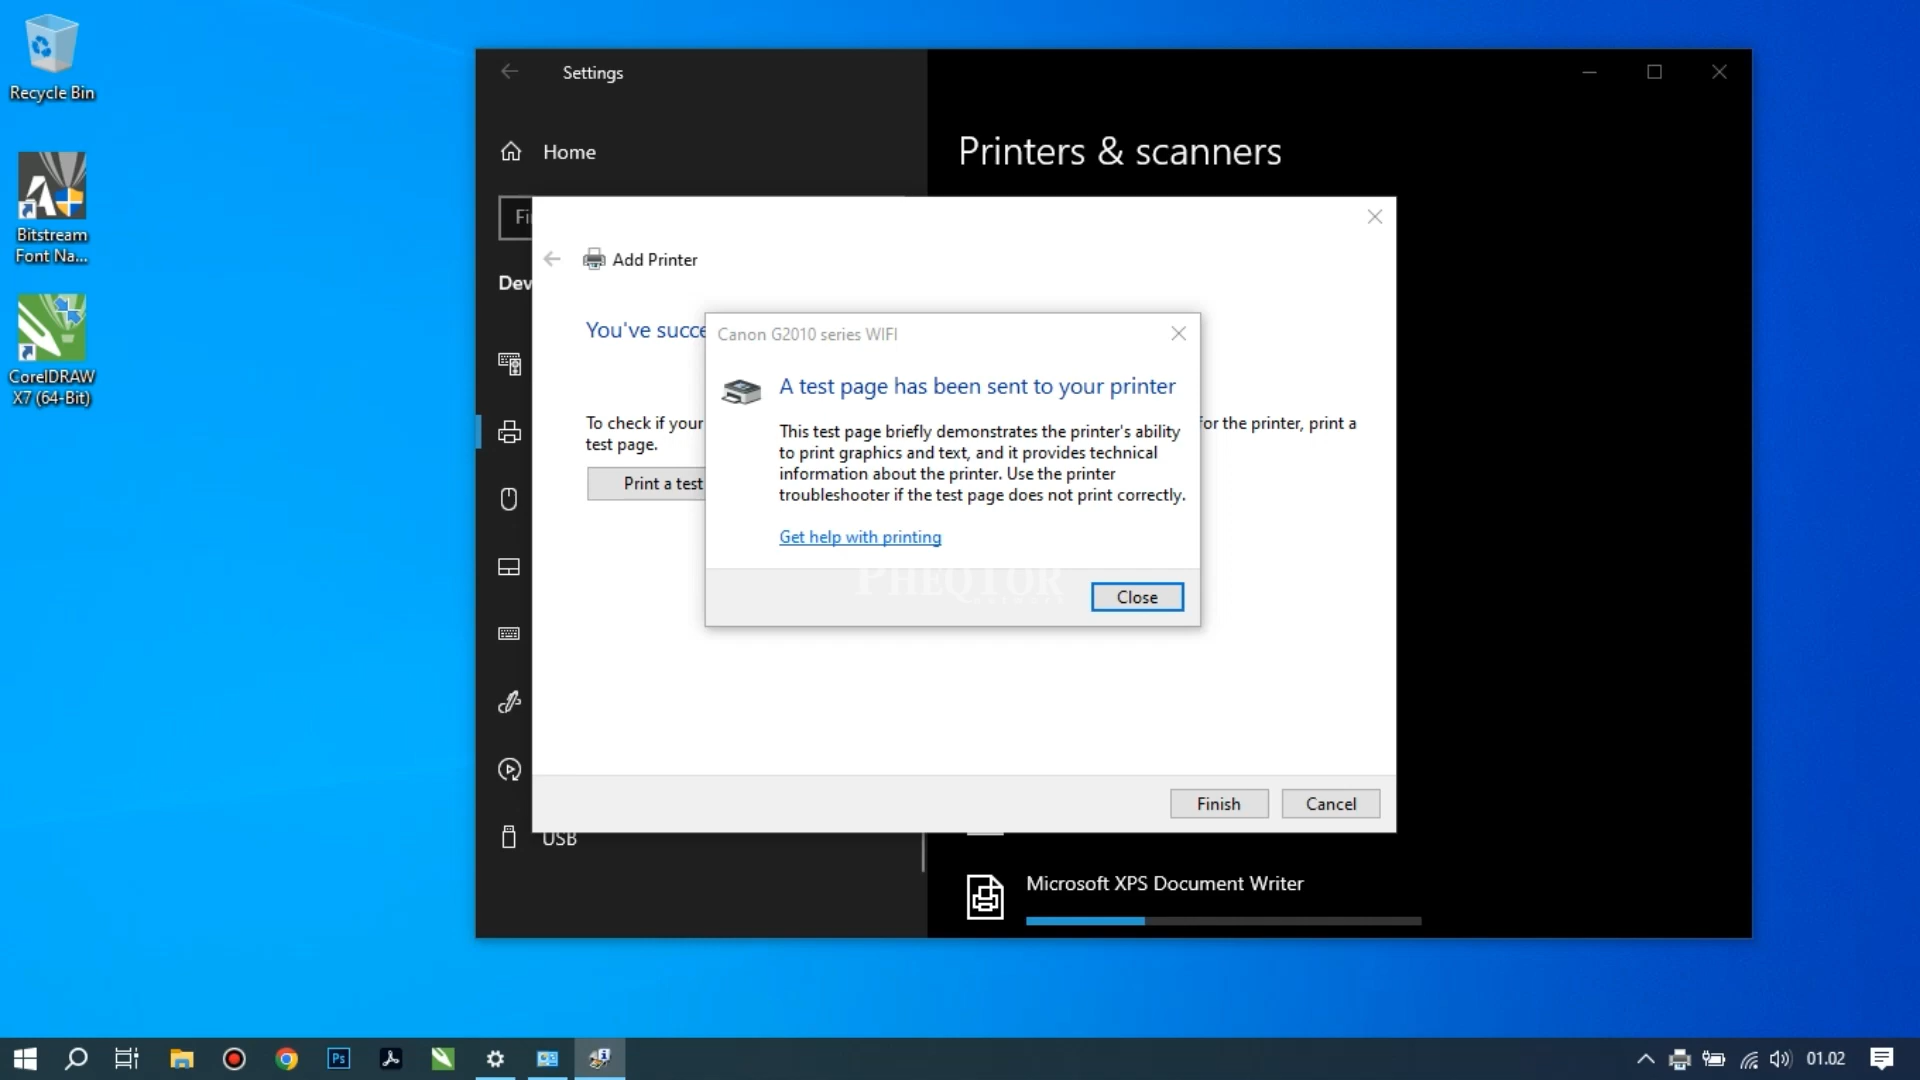 Recycle Bin
Bitstream
Font Na...
CorelDRAW
X7 (64-Bit)
Settings
Home
Printers & scanners
Fi
Dev
USB
Add Printer
You've succe
To check if your
for the printer, print a
test page.
Print a test
Canon G2010 series WIFI
A test page has been sent to your printer
This test page briefly demonstrates the printer's ability
to print graphics and text, and it provides technical
information about the printer. Use the printer
troubleshooter if the test page does not print correctly.
Get help with printing
PHEQTOR
Close
Finish
Cancel
Microsoft XPS Document Writer
Ps
01.02